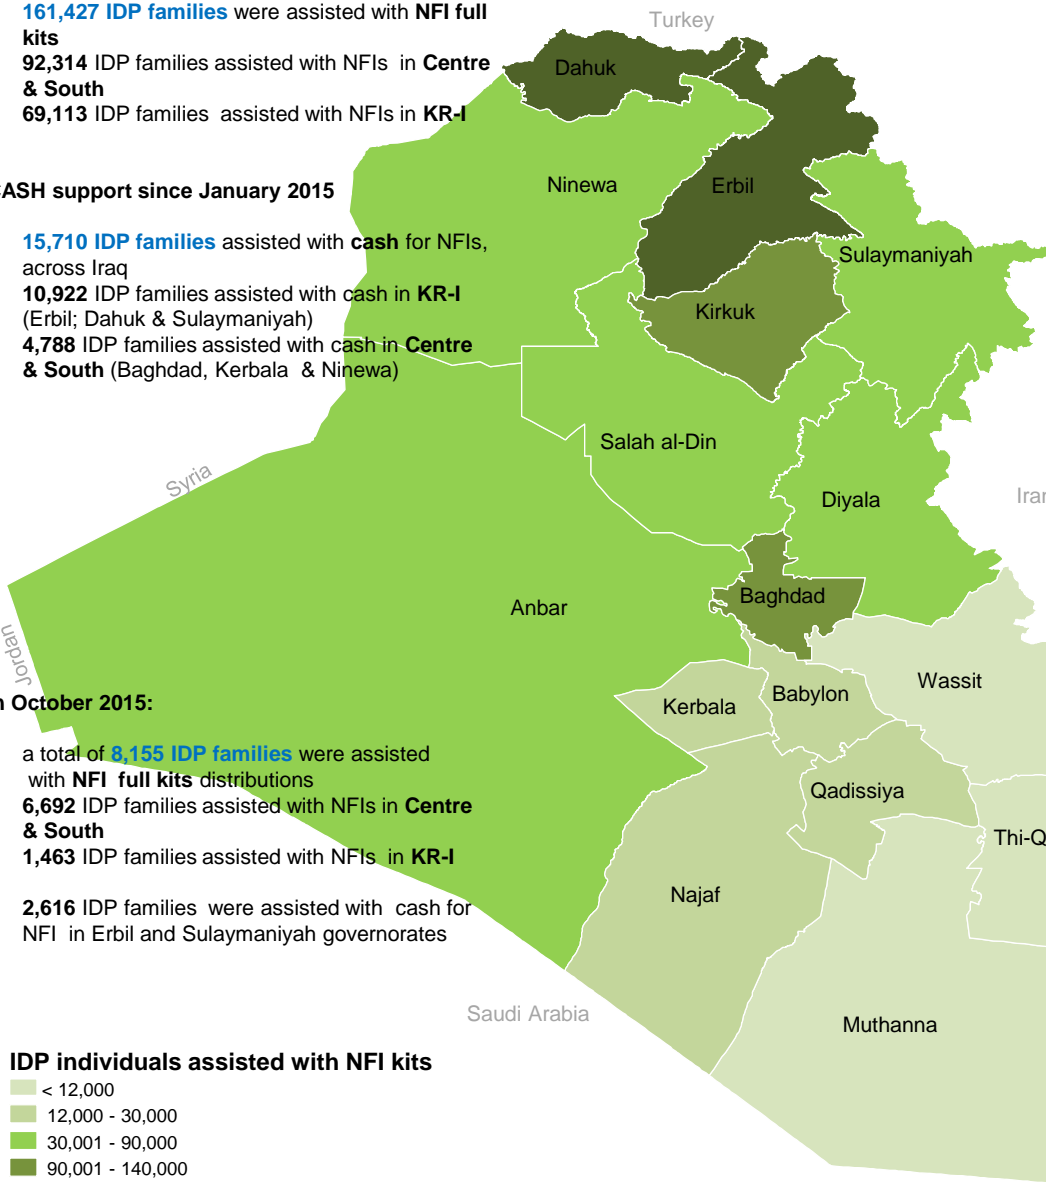 161,427 IDP families were assisted with NFI full
kits
92,314 IDP families assisted with NFIs in Centre
& South
69,113 IDP families assisted with NFIs in KR-I
CASH support since January 2015
15,710 IDP families assisted with cash for NFIs,
across Iraq
10,922 IDP families assisted with cash in KR-I
(Erbil; Dahuk & Sulaymaniyah)
4,788 IDP families assisted with cash in Centre
& South (Baghdad, Kerbala & Ninewa)
Turkey
Dahuk
Ninewa
Erbil
Sulaymaniyah
Kirkuk
Salah al-Din
Syria
Diyala
Iran
Baghdad
Anbar
Jordan
Wassit
Babylon
Kerbala
Qadissiya
Thi-Q
Najaf
Muthanna
Saudi Arabia
n October 2015:
a total of 8,155 IDP families were assisted
with NFI full kits distributions
6,692 IDP families assisted with NFIs in Centre
& South
1,463 IDP families assisted with NFIs in KR-I
2,616 IDP families were assisted with cash for
NFI in Erbil and Sulaymaniyah governorates
IDP individuals assisted with NFI kits
< 12,000
12,000 - 30,000
30,001 - 90,000
90,001 - 140,000